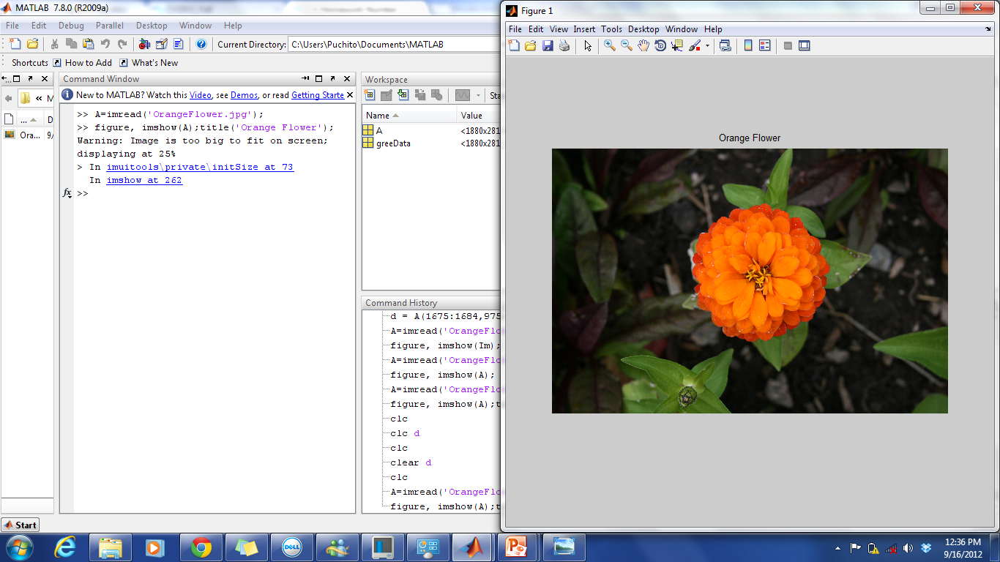 MATLAB 7.8.0 (R2009a)
File Edit Debug Parallel Desktop Window Help
Current Directory: C:\Users\Puchito\Documents\MATLAB
Shortcuts How to Add What's New
Command Window
New to MATLAB? Watch this Video, see Demos, or read Getting Starte
>> A=imread('OrangeFlower.jpg');
>> figure, imshow(A);title('Orange Flower');
Warning: Image is too big to fit on screen;
displaying at 25%
> In imuitools\private\initSize at 73
In imshow at 262
fx >>
« M
... D
Ora... 9/
Workspace
Sta
Name Value
A <1880x281
greeData <1880x281
Command History
d = A(1675:1684,975
A=imread('OrangeFlo
figure, imshow(Im);
A=imread('OrangeFlo
figure, imshow(A);
A=imread('OrangeFlo
figure, imshow(A);t
clc
clc d
clc
clear d
clc
A=imread('OrangeFlo
figure, imshow(A);t
Figure 1
File Edit View Insert Tools Desktop Window Help
Orange Flower
Start
DELL
12:36 PM
9/16/2012